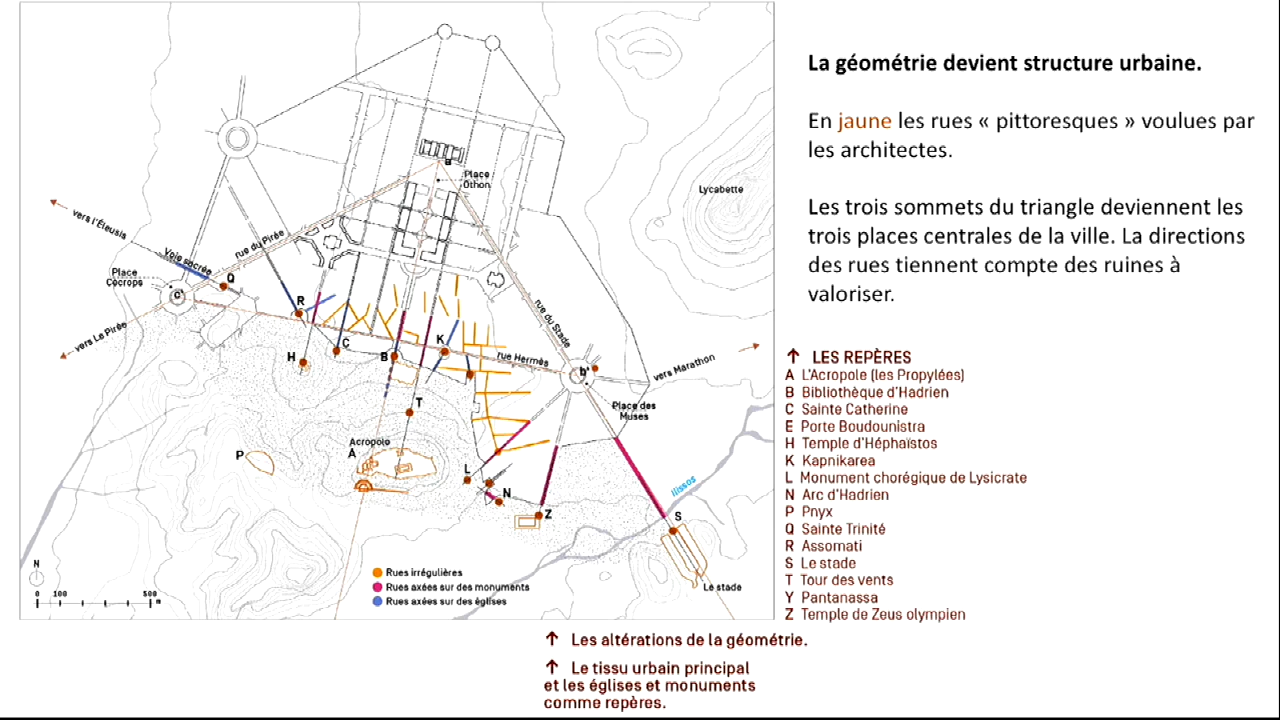 La géométrie devient structure urbaine.
En jaune les rues « pittoresques » voulues par
les architectes.
Les trois sommets du triangle deviennent les
trois places centrales de la ville. La directions
des rues tiennent compte des ruines à
valoriser.
↑ LES REPÈRES
A L'Acropole (les Propylées)
B Bibliothèque d'Hadrien
C Sainte Catherine
E Porte Boudounistra
H Temple d'Héphaïstos
K Kapnikarea
L Monument chorégique de Lysicrate
N Arc d'Hadrien
P Pnyx
Q Sainte Trinité
R Assomati
S Le stade
T Tour des vents
Y Pantanassa
Z Temple de Zeus olympien
a
Place
Othon
Lycabette
vers l'Éleusis
Voie sacrée
rue du Pirée
Place
Cécrops
c'
Q
R
vers Le Pirée
rue du Stade
H
C
B
K
rue Hermès
b'
vers Marathon
Place des
Muses
T
Acropole
A
P
L
N
Z
Ilissos
S
Le stade
N
0 100 500
m
Rues irrégulières
Rues axées sur des monuments
Rues axées sur des églises
↑ Les altérations de la géométrie.
↑ Le tissu urbain principal
et les églises et monuments
comme repères.